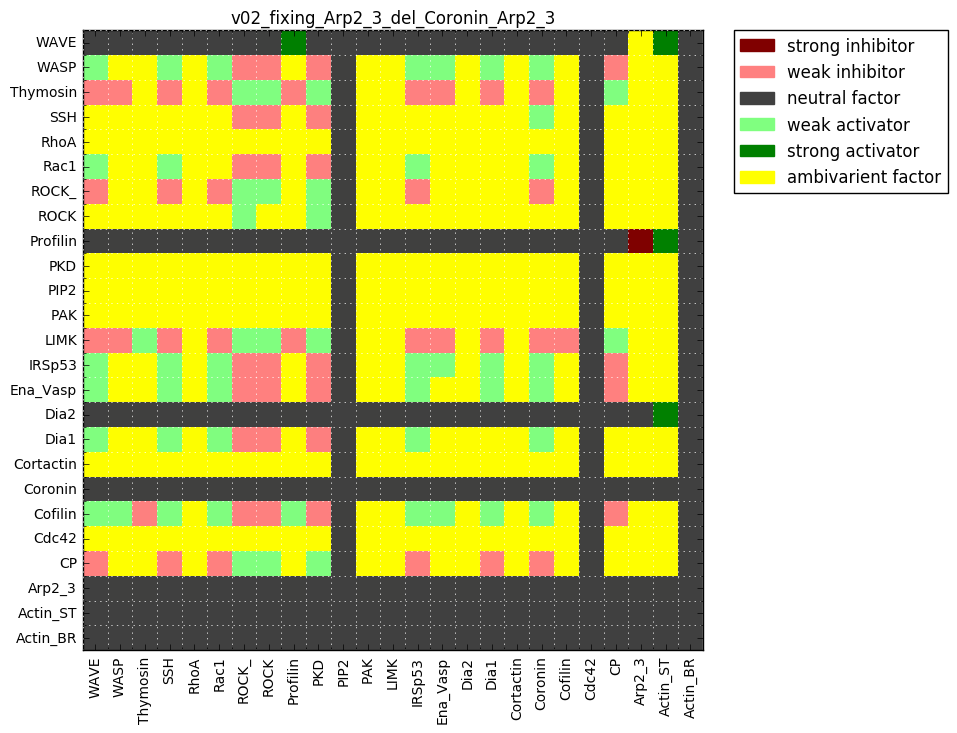 v02_fixing_Arp2_3_del_Coronin_Arp2_3
WAVE
WASP
Thymosin
SSH
RhoA
Rac1
ROCK_
ROCK
Profilin
PKD
PIP2
PAK
LIMK
IRSp53
Ena_Vasp
Dia2
Dia1
Cortactin
Coronin
Cofilin
Cdc42
CP
Arp2_3
Actin_ST
Actin_BR
WAVE
WASP
Thymosin
SSH
RhoA
Rac1
ROCK_
ROCK
Profilin
PKD
PIP2
PAK
LIMK
IRSp53
Ena_Vasp
Dia2
Dia1
Cortactin
Coronin
Cofilin
Cdc42
CP
Arp2_3
Actin_ST
Actin_BR
strong inhibitor
weak inhibitor
neutral factor
weak activator
strong activator
ambivarient factor